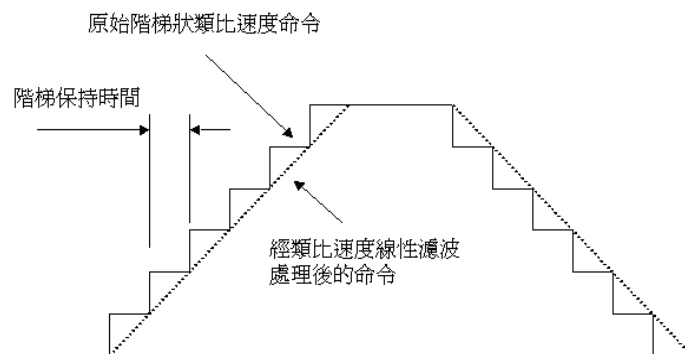 原始階梯狀類比速度命令
階梯保持時間
經類比速度線性濾波
處理後的命令